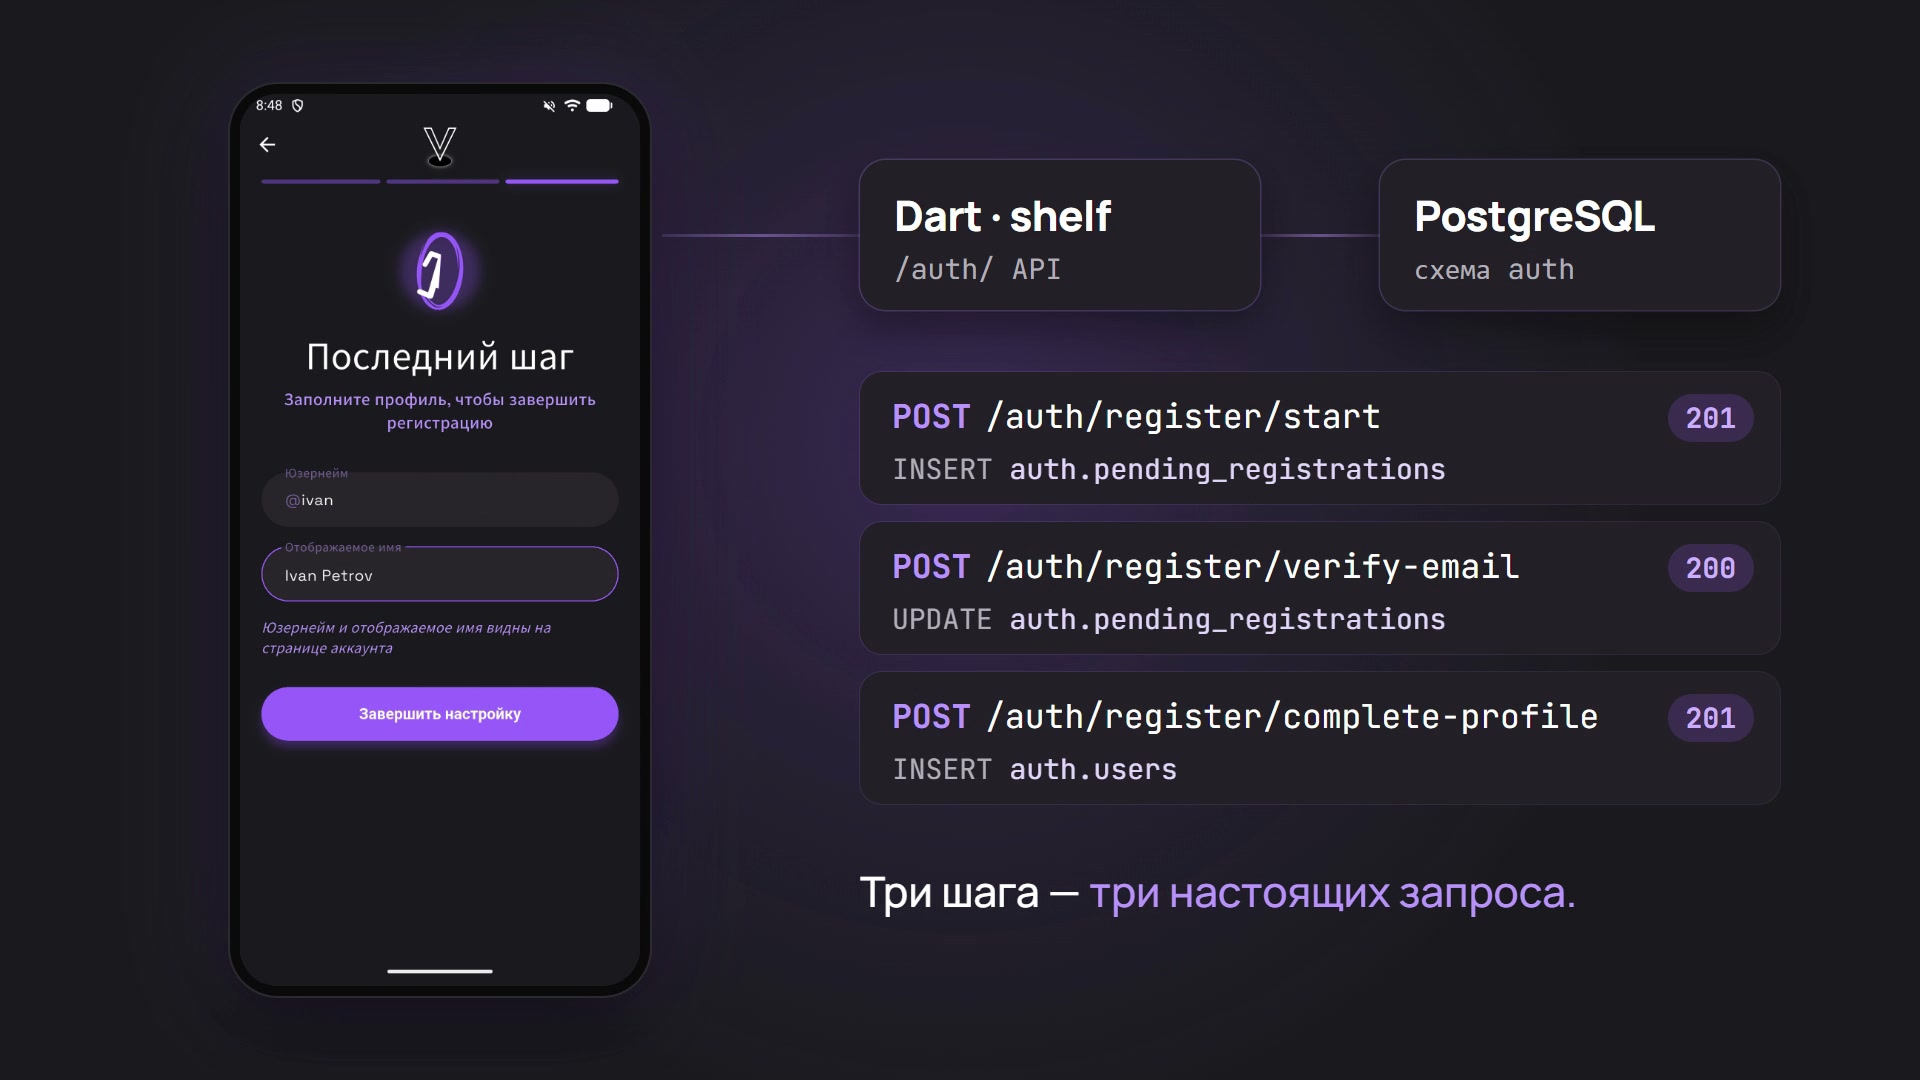 8:48
V
Последний шаг
Заполните профиль, чтобы завершить
регистрацию
Юзернейм
@ivan
Отображаемое имя
Ivan Petrov
Юзернейм и отображаемое имя видны на
странице аккаунта
Завершить настройку
Dart · shelf
/auth/ API
PostgreSQL
схема auth
POST /auth/register/start 201
INSERT auth.pending_registrations
POST /auth/register/verify-email 200
UPDATE auth.pending_registrations
POST /auth/register/complete-profile 201
INSERT auth.users
Три шага — три настоящих запроса.